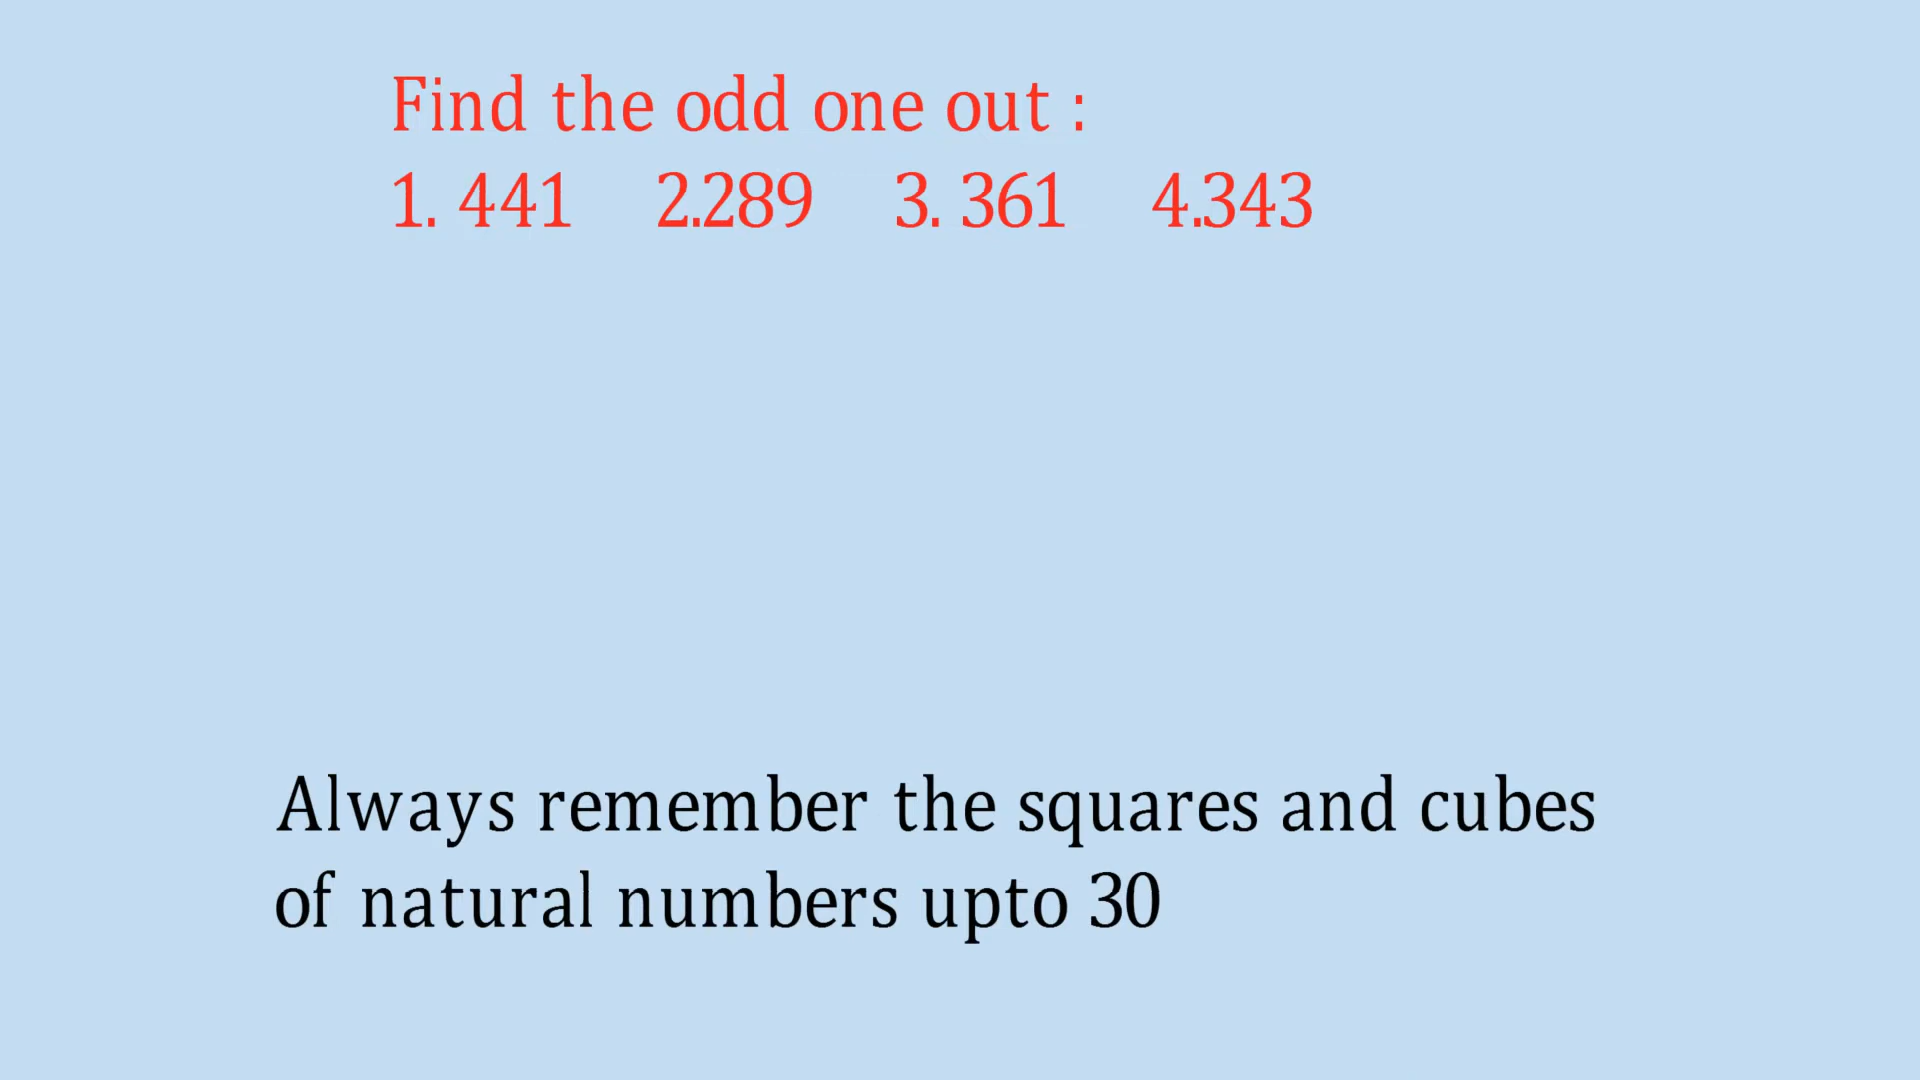 Find the odd one out :
1. 441 2.289 3. 361 4.343
Always remember the squares and cubes
of natural numbers upto 30